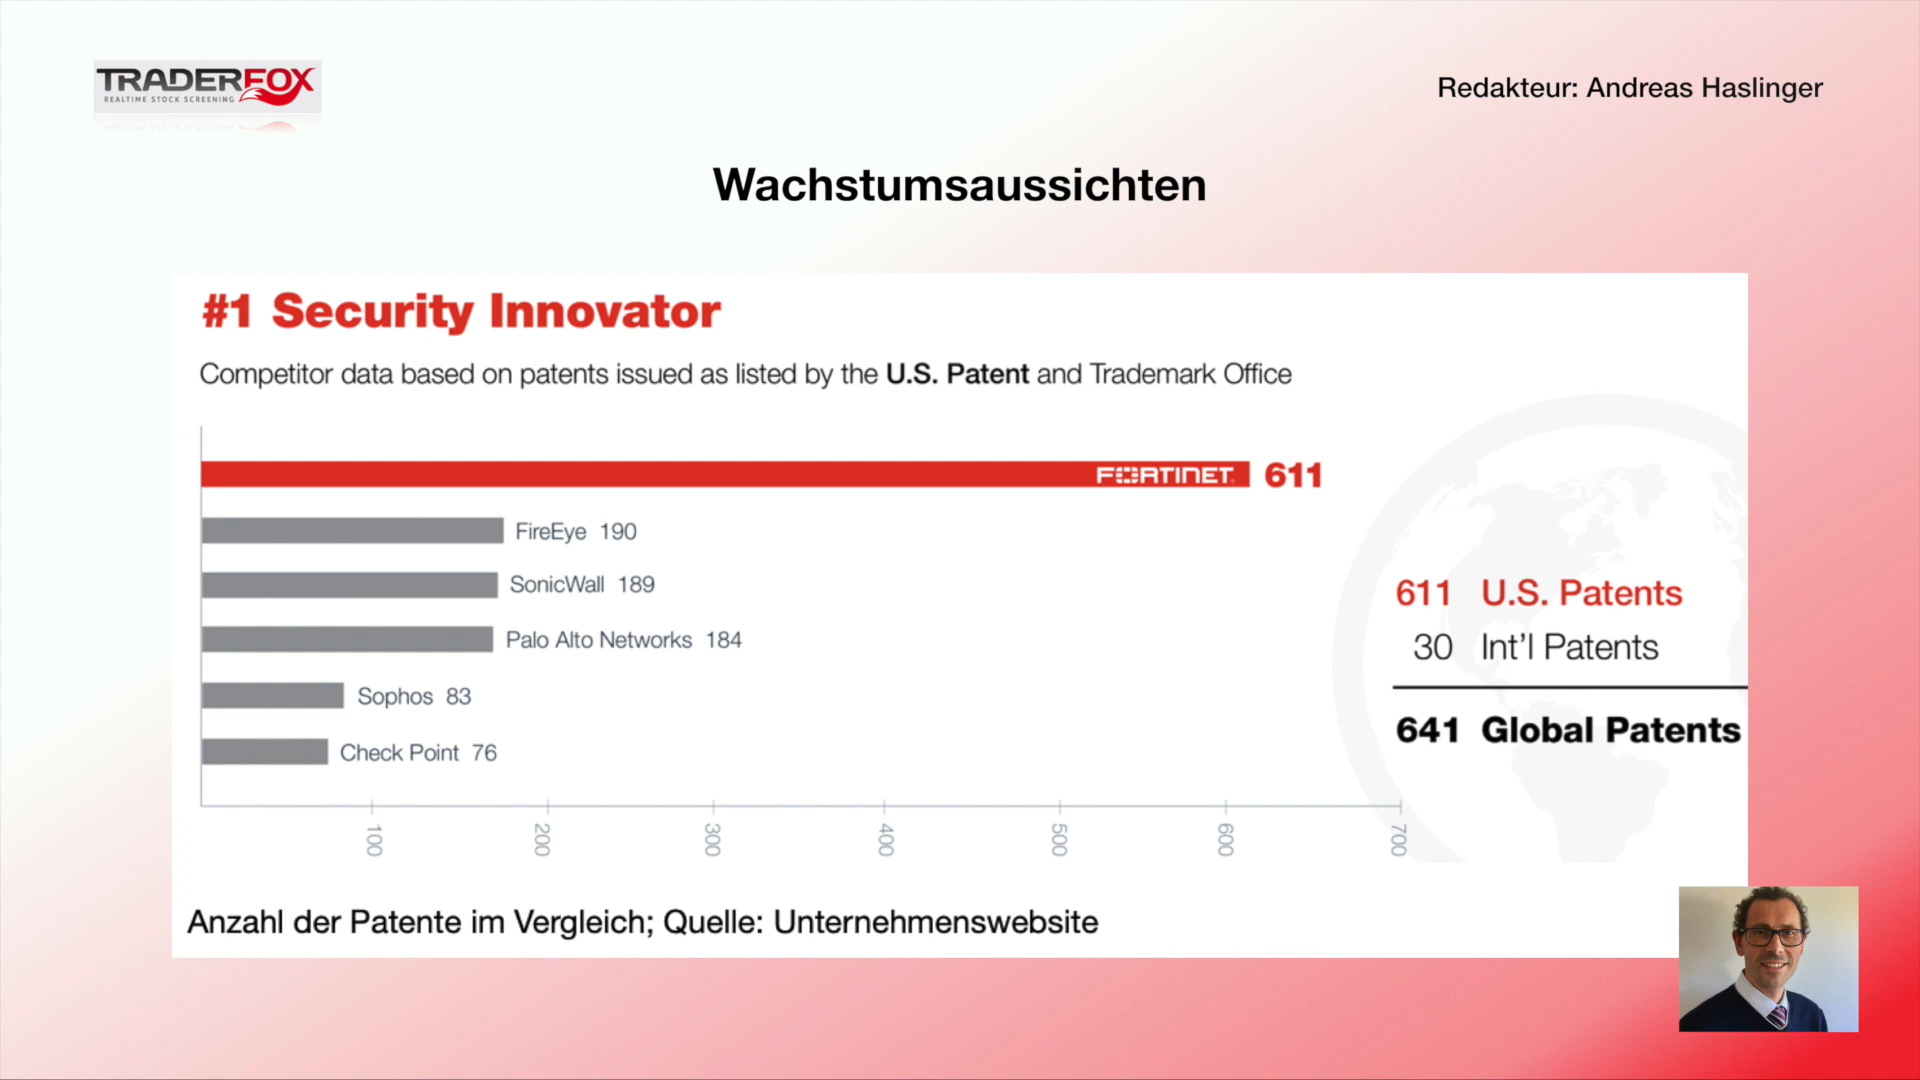 TRADERFOX
REALTIME STOCK SCREENING
Redakteur: Andreas Haslinger
Wachstumsaussichten
#1 Security Innovator
Competitor data based on patents issued as listed by the U.S. Patent and Trademark Office
FORTINET 611
FireEye 190
SonicWall 189
Palo Alto Networks 184
Sophos 83
Check Point 76
611 U.S. Patents
30 Int'l Patents
641 Global Patents
100 200 300 400 500 600 700
Anzahl der Patente im Vergleich; Quelle: Unternehmenswebsite